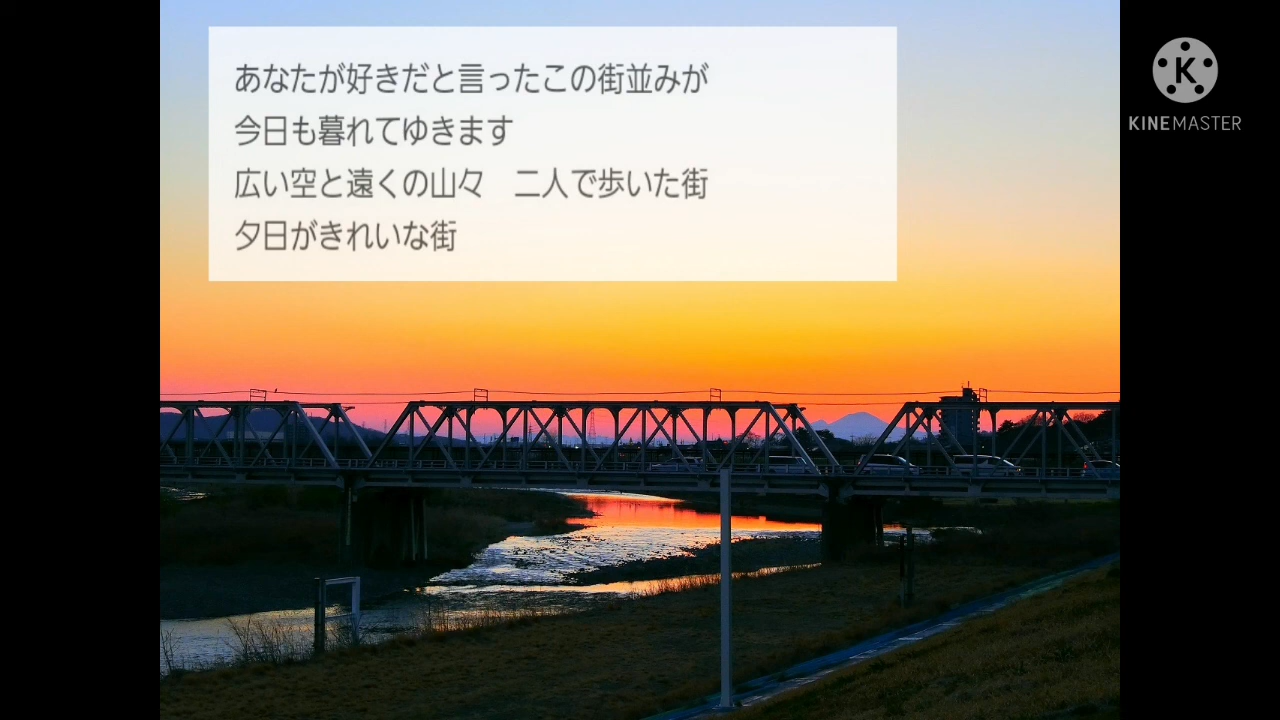 あなたが好きだと言ったこの街並みが
今日も暮れてゆきます
広い空と遠くの山々　二人で歩いた街
夕日がきれいな街
K
KINEMASTER